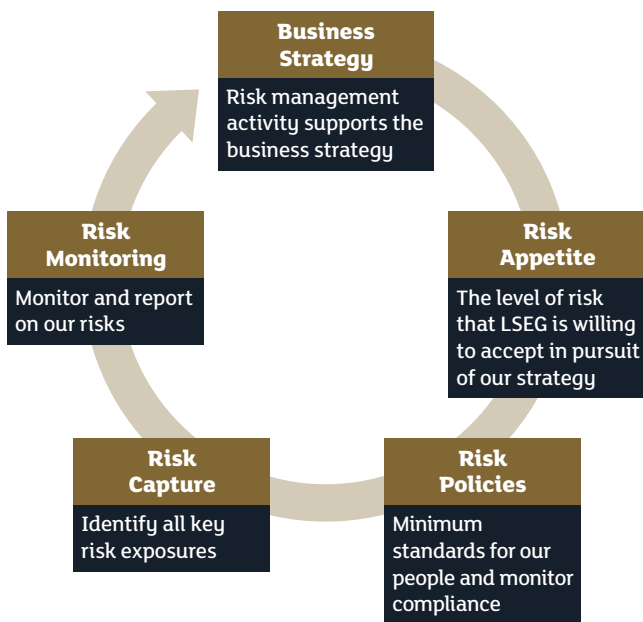 Business
Strategy
Risk management
activity supports the
business strategy
Risk
Appetite
The level of risk
that LSEG is willing
to accept in pursuit
of our strategy
Risk
Policies
Minimum
standards for our
people and monitor
compliance
Risk
Capture
Identify all key
risk exposures
Risk
Monitoring
Monitor and report
on our risks